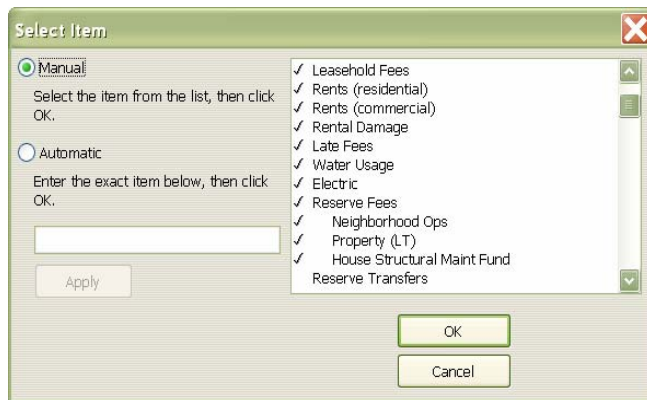 Select Item
Manual
Select the item from the list, then click
OK.
Automatic
Enter the exact item below, then click
OK.
Apply
Leasehold Fees
Rents (residential)
Rents (commercial)
Rental Damage
Late Fees
Water Usage
Electric
Reserve Fees
Neighborhood Ops
Property (LT)
House Structural Maint Fund
Reserve Transfers
OK
Cancel